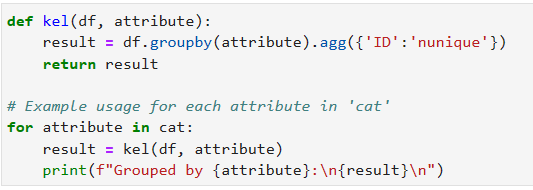 def kel(df, attribute):
    result = df.groupby(attribute).agg({'ID':'nunique'})
    return result

# Example usage for each attribute in 'cat'
for attribute in cat:
    result = kel(df, attribute)
    print(f"Grouped by {attribute}:\n{result}\n")